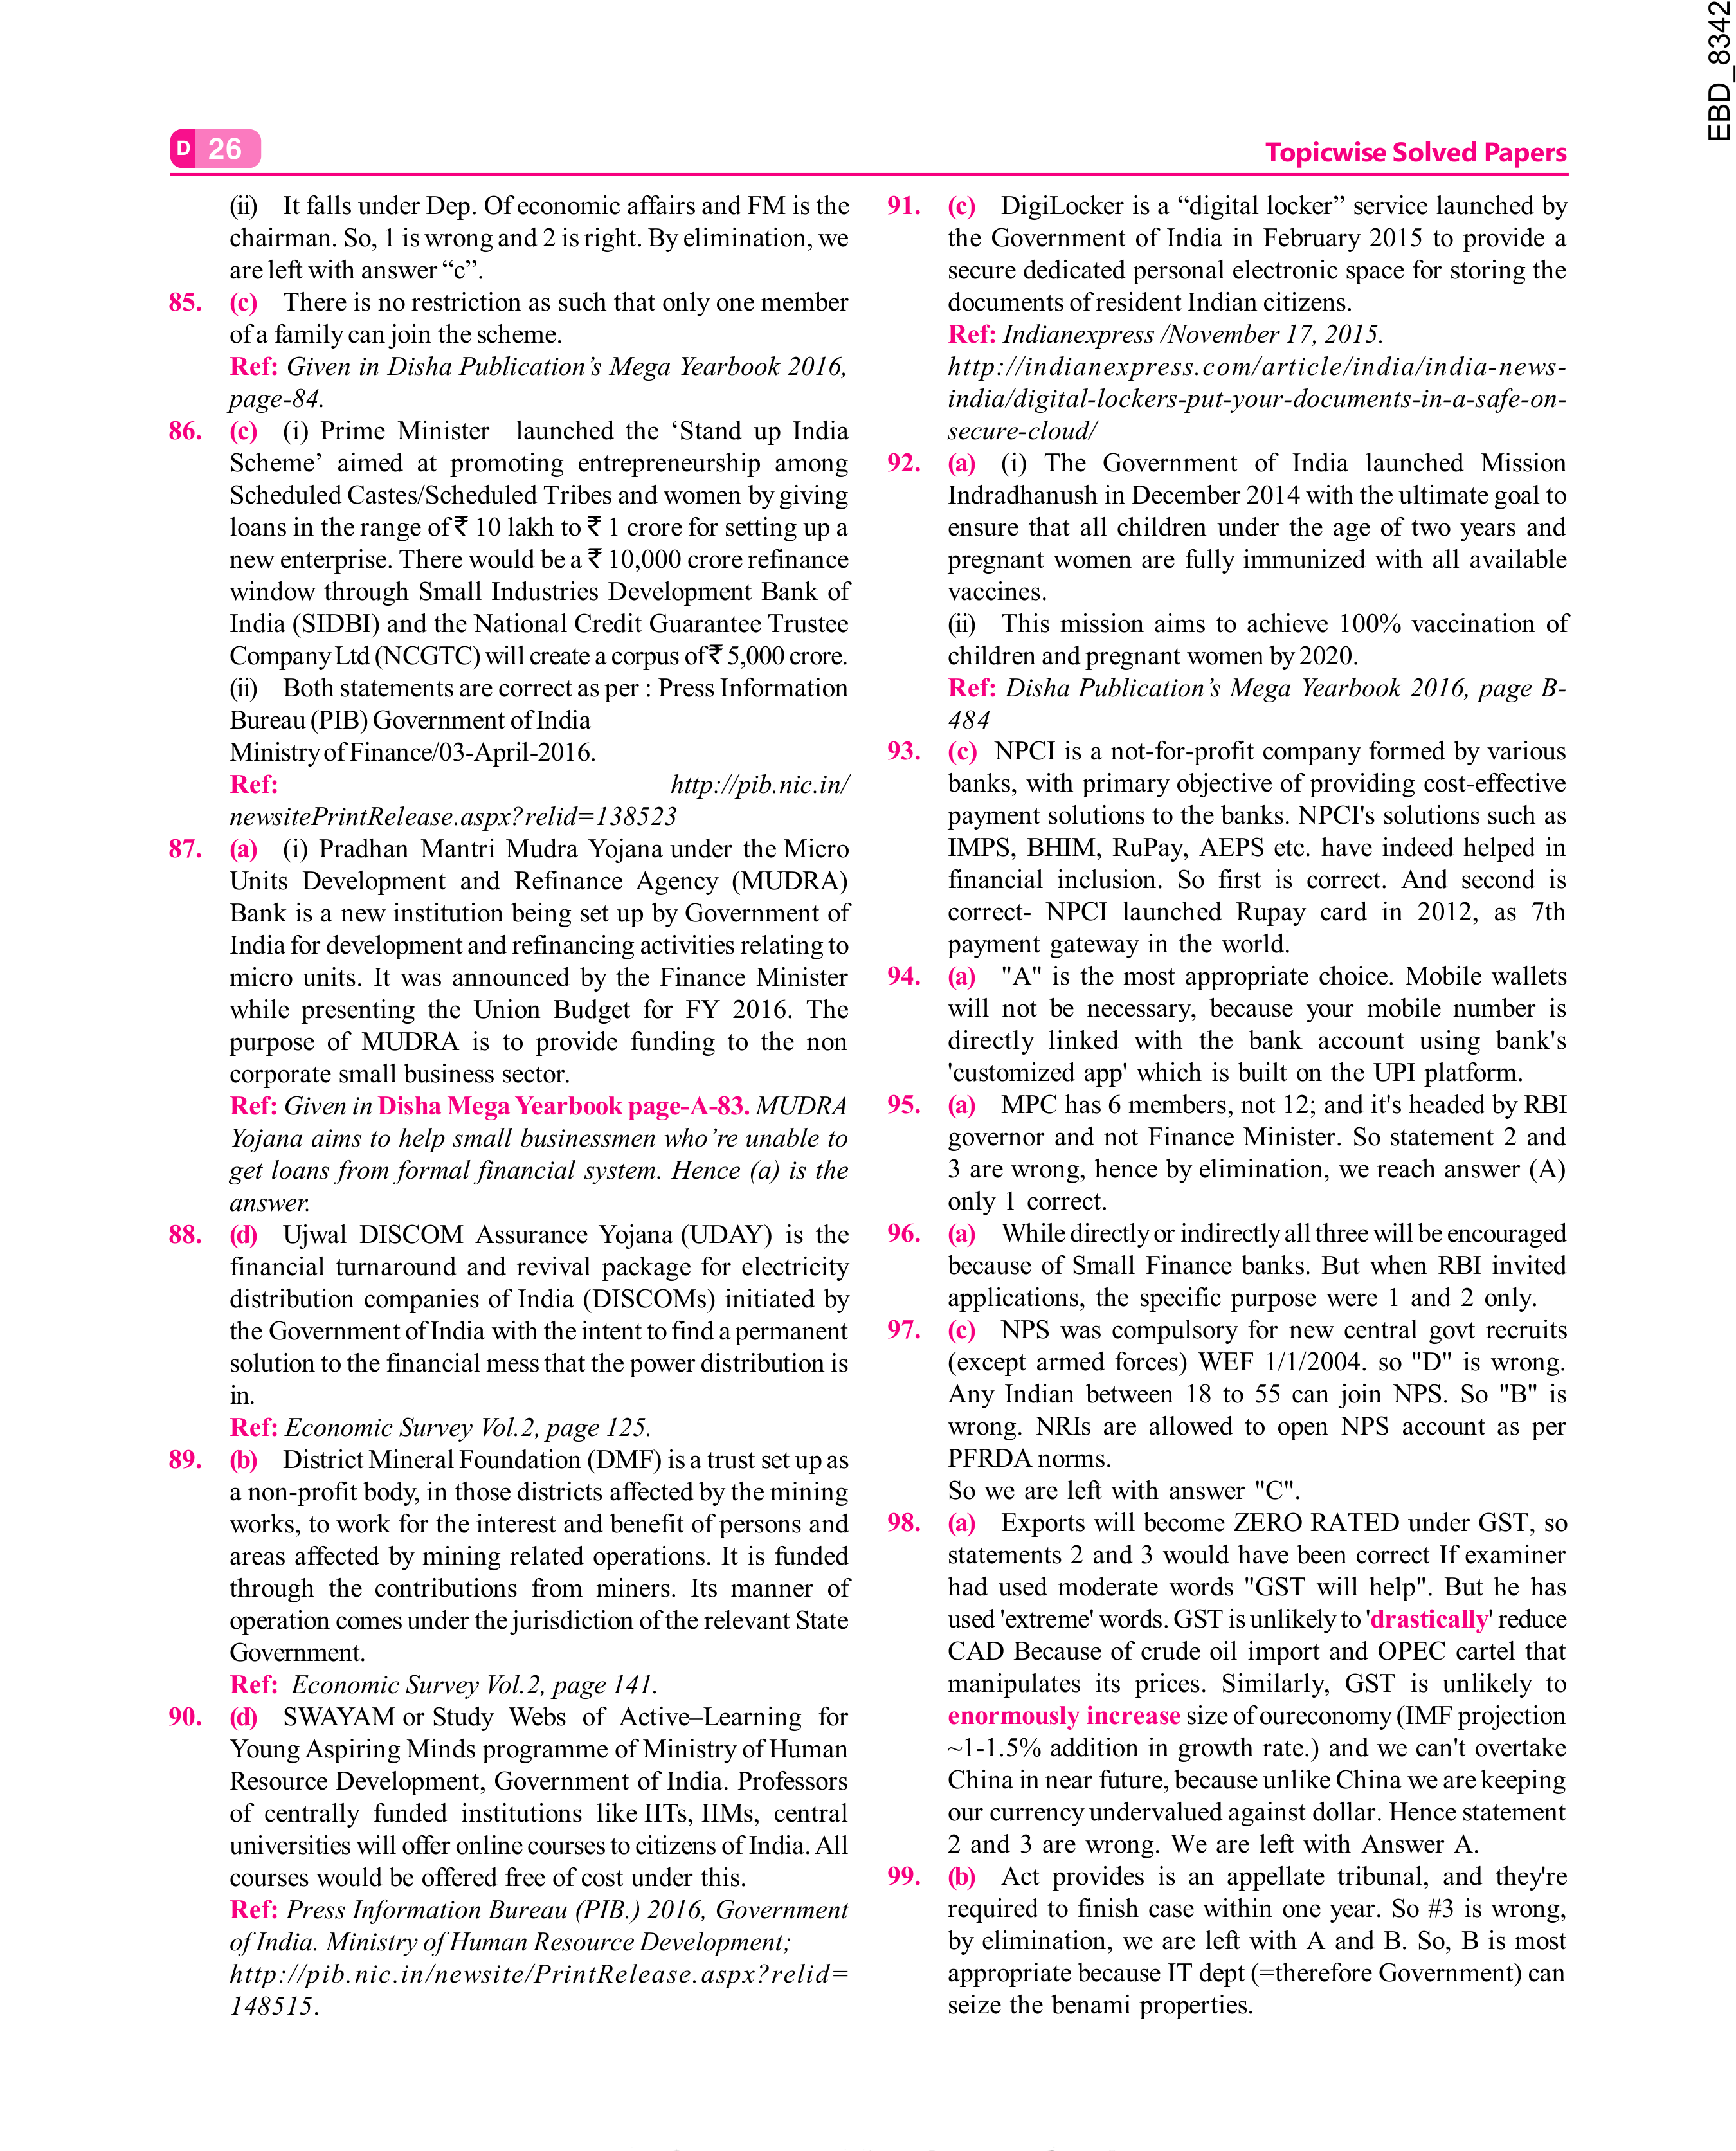 EBD_8342
D 26
Topicwise Solved Papers
(ii) It falls under Dep. Of economic affairs and FM is the
chairman. So, 1 is wrong and 2 is right. By elimination, we
are left with answer “c”.
85. (c) There is no restriction as such that only one member
of a family can join the scheme.
Ref: Given in Disha Publication’s Mega Yearbook 2016,
page-84.
86. (c) (i) Prime Minister launched the ‘Stand up India
Scheme’ aimed at promoting entrepreneurship among
Scheduled Castes/Scheduled Tribes and women by giving
loans in the range of ₹ 10 lakh to ₹ 1 crore for setting up a
new enterprise. There would be a ₹ 10,000 crore refinance
window through Small Industries Development Bank of
India (SIDBI) and the National Credit Guarantee Trustee
Company Ltd (NCGTC) will create a corpus of ₹ 5,000 crore.
(ii) Both statements are correct as per : Press Information
Bureau (PIB) Government of India
Ministry of Finance/03-April-2016.
Ref: http://pib.nic.in/
newsitePrintRelease.aspx?relid=138523
87. (a) (i) Pradhan Mantri Mudra Yojana under the Micro
Units Development and Refinance Agency (MUDRA)
Bank is a new institution being set up by Government of
India for development and refinancing activities relating to
micro units. It was announced by the Finance Minister
while presenting the Union Budget for FY 2016. The
purpose of MUDRA is to provide funding to the non
corporate small business sector.
Ref: Given in Disha Mega Yearbook page-A-83. MUDRA
Yojana aims to help small businessmen who’re unable to
get loans from formal financial system. Hence (a) is the
answer.
88. (d) Ujwal DISCOM Assurance Yojana (UDAY) is the
financial turnaround and revival package for electricity
distribution companies of India (DISCOMs) initiated by
the Government of India with the intent to find a permanent
solution to the financial mess that the power distribution is
in.
Ref: Economic Survey Vol.2, page 125.
89. (b) District Mineral Foundation (DMF) is a trust set up as
a non-profit body, in those districts affected by the mining
works, to work for the interest and benefit of persons and
areas affected by mining related operations. It is funded
through the contributions from miners. Its manner of
operation comes under the jurisdiction of the relevant State
Government.
Ref: Economic Survey Vol.2, page 141.
90. (d) SWAYAM or Study Webs of Active–Learning for
Young Aspiring Minds programme of Ministry of Human
Resource Development, Government of India. Professors
of centrally funded institutions like IITs, IIMs, central
universities will offer online courses to citizens of India. All
courses would be offered free of cost under this.
Ref: Press Information Bureau (PIB.) 2016, Government
of India. Ministry of Human Resource Development;
http://pib.nic.in/newsite/PrintRelease.aspx?relid=
148515.
91. (c) DigiLocker is a “digital locker” service launched by
the Government of India in February 2015 to provide a
secure dedicated personal electronic space for storing the
documents of resident Indian citizens.
Ref: Indianexpress /November 17, 2015.
http://indianexpress.com/article/india/india-news-
india/digital-lockers-put-your-documents-in-a-safe-on-
secure-cloud/
92. (a) (i) The Government of India launched Mission
Indradhanush in December 2014 with the ultimate goal to
ensure that all children under the age of two years and
pregnant women are fully immunized with all available
vaccines.
(ii) This mission aims to achieve 100% vaccination of
children and pregnant women by 2020.
Ref: Disha Publication’s Mega Yearbook 2016, page B-
484
93. (c) NPCI is a not-for-profit company formed by various
banks, with primary objective of providing cost-effective
payment solutions to the banks. NPCI's solutions such as
IMPS, BHIM, RuPay, AEPS etc. have indeed helped in
financial inclusion. So first is correct. And second is
correct- NPCI launched Rupay card in 2012, as 7th
payment gateway in the world.
94. (a) "A" is the most appropriate choice. Mobile wallets
will not be necessary, because your mobile number is
directly linked with the bank account using bank's
'customized app' which is built on the UPI platform.
95. (a) MPC has 6 members, not 12; and it's headed by RBI
governor and not Finance Minister. So statement 2 and
3 are wrong, hence by elimination, we reach answer (A)
only 1 correct.
96. (a) While directly or indirectly all three will be encouraged
because of Small Finance banks. But when RBI invited
applications, the specific purpose were 1 and 2 only.
97. (c) NPS was compulsory for new central govt recruits
(except armed forces) WEF 1/1/2004. so "D" is wrong.
Any Indian between 18 to 55 can join NPS. So "B" is
wrong. NRIs are allowed to open NPS account as per
PFRDA norms.
So we are left with answer "C".
98. (a) Exports will become ZERO RATED under GST, so
statements 2 and 3 would have been correct If examiner
had used moderate words "GST will help". But he has
used 'extreme' words. GST is unlikely to 'drastically' reduce
CAD Because of crude oil import and OPEC cartel that
manipulates its prices. Similarly, GST is unlikely to
enormously increase size of oureconomy (IMF projection
~1-1.5% addition in growth rate.) and we can't overtake
China in near future, because unlike China we are keeping
our currency undervalued against dollar. Hence statement
2 and 3 are wrong. We are left with Answer A.
99. (b) Act provides is an appellate tribunal, and they're
required to finish case within one year. So #3 is wrong,
by elimination, we are left with A and B. So, B is most
appropriate because IT dept (=therefore Government) can
seize the benami properties.